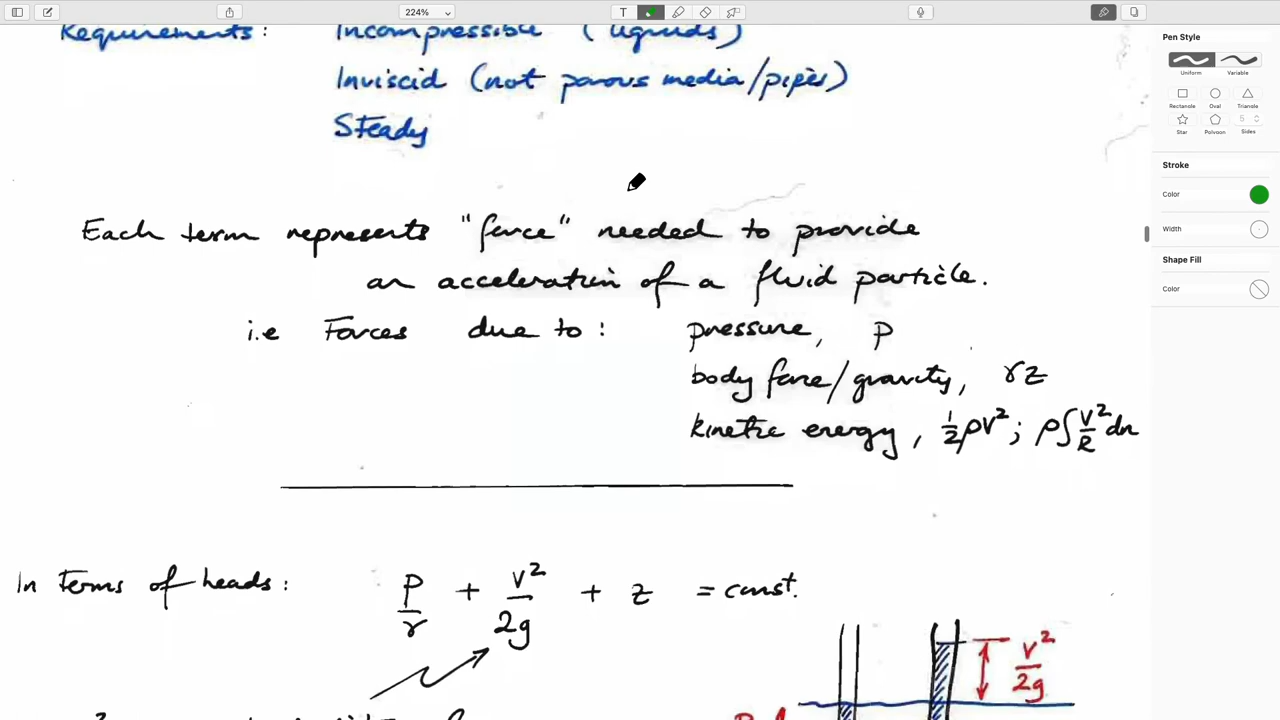 224%
T
Requirements: Incompressible (liquids)
Inviscid (not porous media/pipes)
Steady
Each term represents "force" needed to provide
an acceleration of a fluid particle.
i.e Forces due to: pressure, P
body force/gravity, γz
kinetic energy, ½ρV²; ρ∫V²/R dn
In terms of heads: P/γ + V²/2g + z = const.
V²/2g
Pen Style
Uniform Variable
Rectangle Oval Triangle
5
Star Polygon Sides
Stroke
Color
Width
Shape Fill
Color